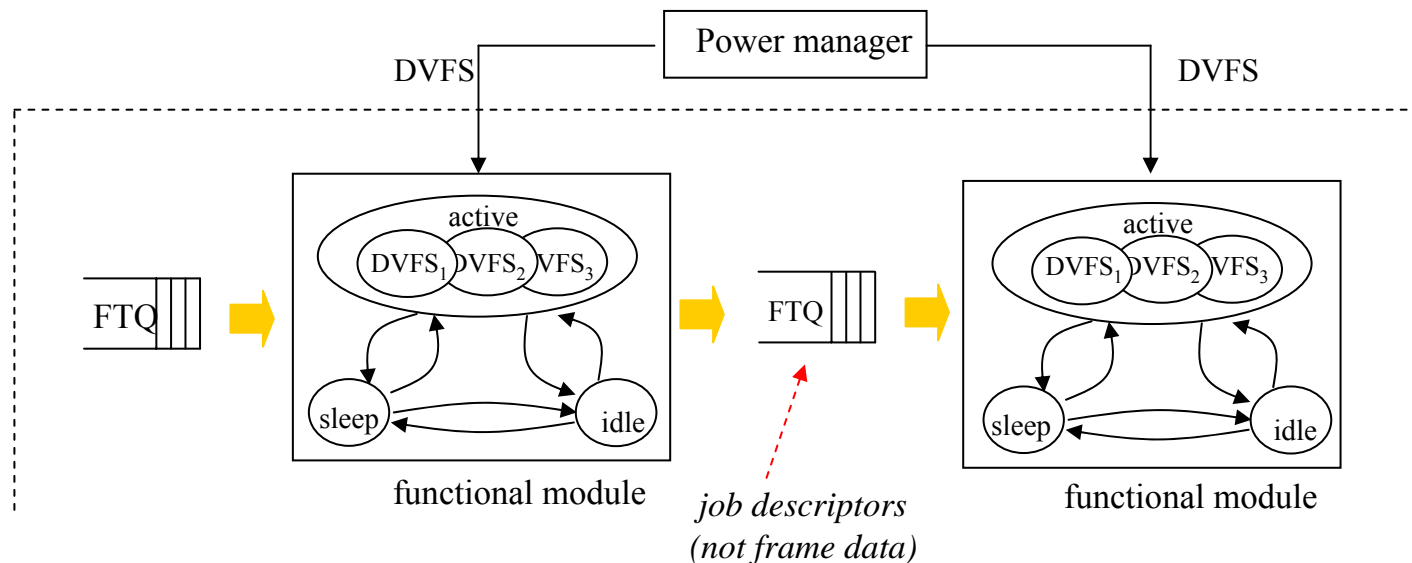 Power manager
DVFS
DVFS
FTQ
active
DVFS1
DVFS2
VFS3
sleep
idle
functional module
FTQ
job descriptors
(not frame data)
active
DVFS1
DVFS2
VFS3
sleep
idle
functional module